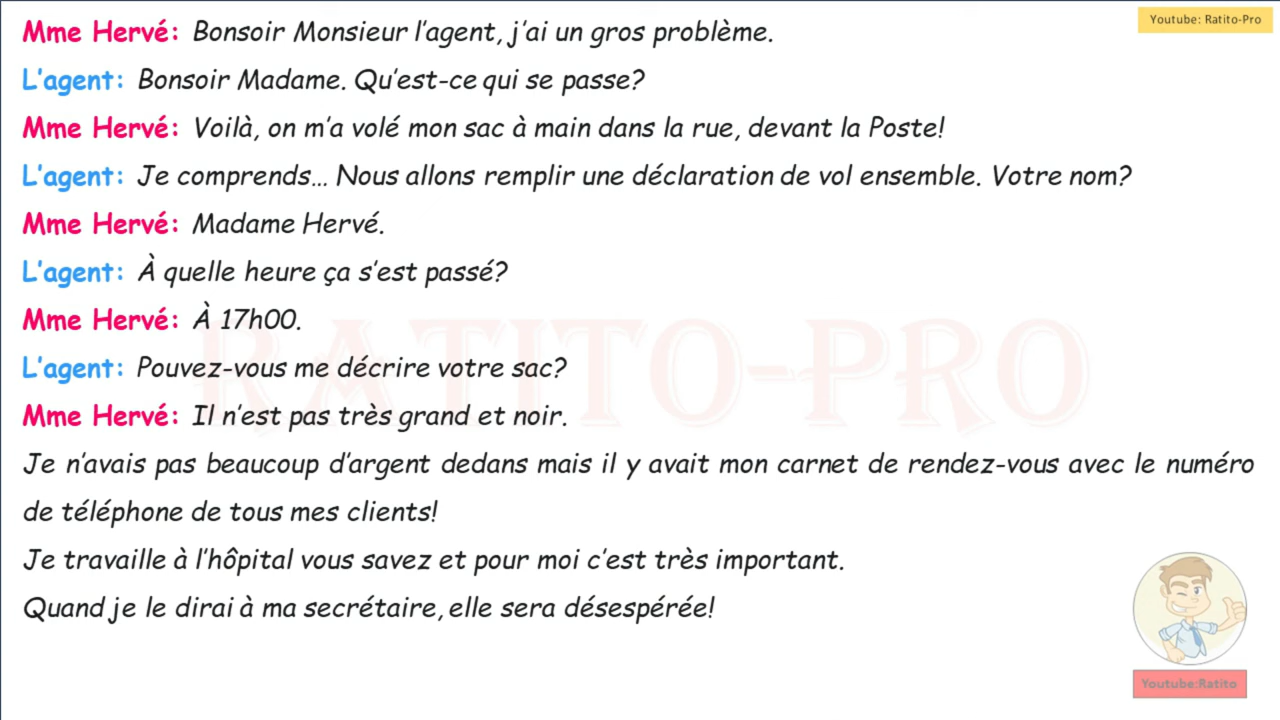 Youtube: Ratito-Pro
Mme Hervé: Bonsoir Monsieur l'agent, j'ai un gros problème.
L'agent: Bonsoir Madame. Qu'est-ce qui se passe?
Mme Hervé: Voilà, on m'a volé mon sac à main dans la rue, devant la Poste!
L'agent: Je comprends... Nous allons remplir une déclaration de vol ensemble. Votre nom?
Mme Hervé: Madame Hervé.
L'agent: À quelle heure ça s'est passé?
Mme Hervé: À 17h00.
L'agent: Pouvez-vous me décrire votre sac?
Mme Hervé: Il n'est pas très grand et noir.
Je n'avais pas beaucoup d'argent dedans mais il y avait mon carnet de rendez-vous avec le numéro
de téléphone de tous mes clients!
Je travaille à l'hôpital vous savez et pour moi c'est très important.
Quand je le dirai à ma secrétaire, elle sera désespérée!
RATITO-PRO
Youtube:Ratito